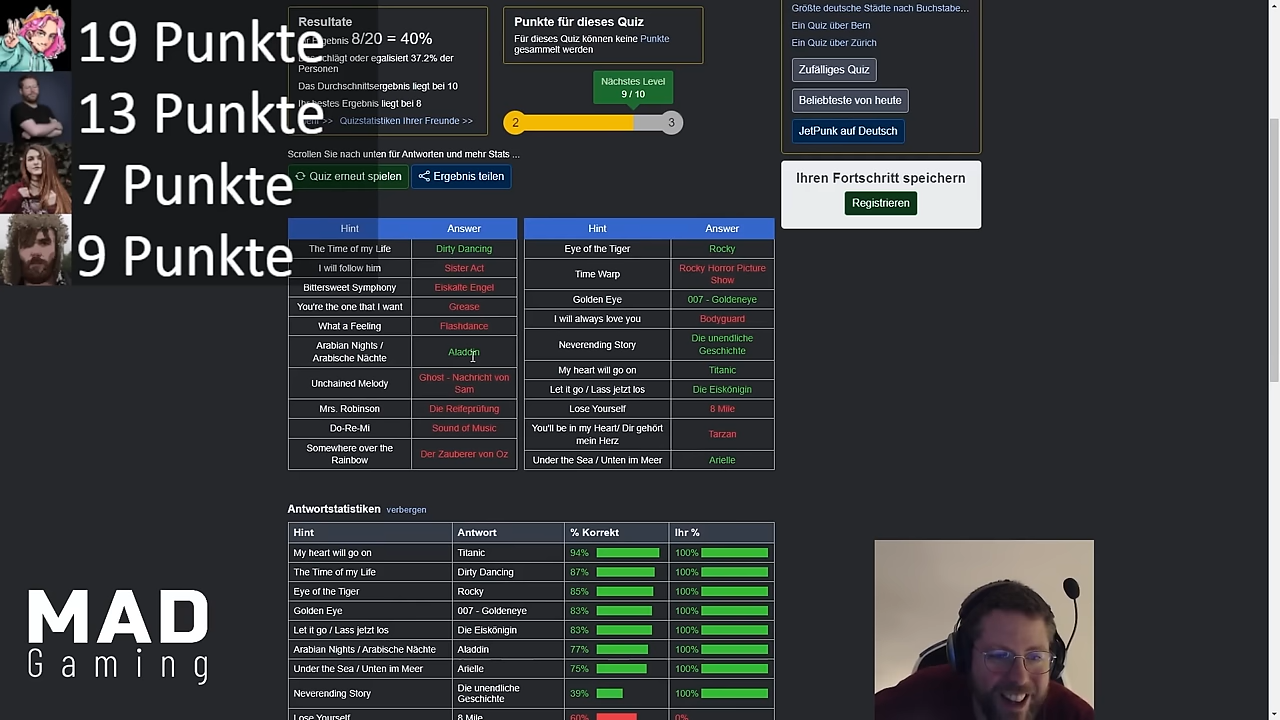 19 Punkte
13 Punkte
7 Punkte
9 Punkte
Resultate
Ergebnis 8/20 = 40%
schlägt oder egalisiert 37.2% der
Personen
Das Durchschnittsergebnis liegt bei 10
Ihr bestes Ergebnis liegt bei 8
>> Quizstatistiken Ihrer Freunde >>
Punkte für dieses Quiz
Für dieses Quiz können keine Punkte
gesammelt werden
Nächstes Level
9 / 10
2
3
Scrollen Sie nach unten für Antworten und mehr Stats ...
Quiz erneut spielen
Ergebnis teilen
Größte deutsche Städte nach Buchstabe...
Ein Quiz über Bern
Ein Quiz über Zürich
Zufälliges Quiz
Beliebteste von heute
JetPunk auf Deutsch
Ihren Fortschritt speichern
Registrieren
Hint Answer
The Time of my Life Dirty Dancing
I will follow him Sister Act
Bittersweet Symphony Eiskalte Engel
You're the one that I want Grease
What a Feeling Flashdance
Arabian Nights /
Arabische Nächte Aladdin
Unchained Melody Ghost - Nachricht von
Sam
Mrs. Robinson Die Reifeprüfung
Do-Re-Mi Sound of Music
Somewhere over the
Rainbow Der Zauberer von Oz
Hint Answer
Eye of the Tiger Rocky
Time Warp Rocky Horror Picture
Show
Golden Eye 007 - Goldeneye
I will always love you Bodyguard
Neverending Story Die unendliche
Geschichte
My heart will go on Titanic
Let it go / Lass jetzt los Die Eiskönigin
Lose Yourself 8 Mile
You'll be in my Heart/ Dir gehört
mein Herz Tarzan
Under the Sea / Unten im Meer Arielle
Antwortstatistiken verbergen
Hint Antwort % Korrekt Ihr %
My heart will go on Titanic 94% 100%
The Time of my Life Dirty Dancing 87% 100%
Eye of the Tiger Rocky 85% 100%
Golden Eye 007 - Goldeneye 83% 100%
Let it go / Lass jetzt los Die Eiskönigin 83% 100%
Arabian Nights / Arabische Nächte Aladdin 77% 100%
Under the Sea / Unten im Meer Arielle 75% 100%
Neverending Story Die unendliche
Geschichte 39% 100%
Lose Yourself 8 Mile 60% 0%
MAD
Gaming